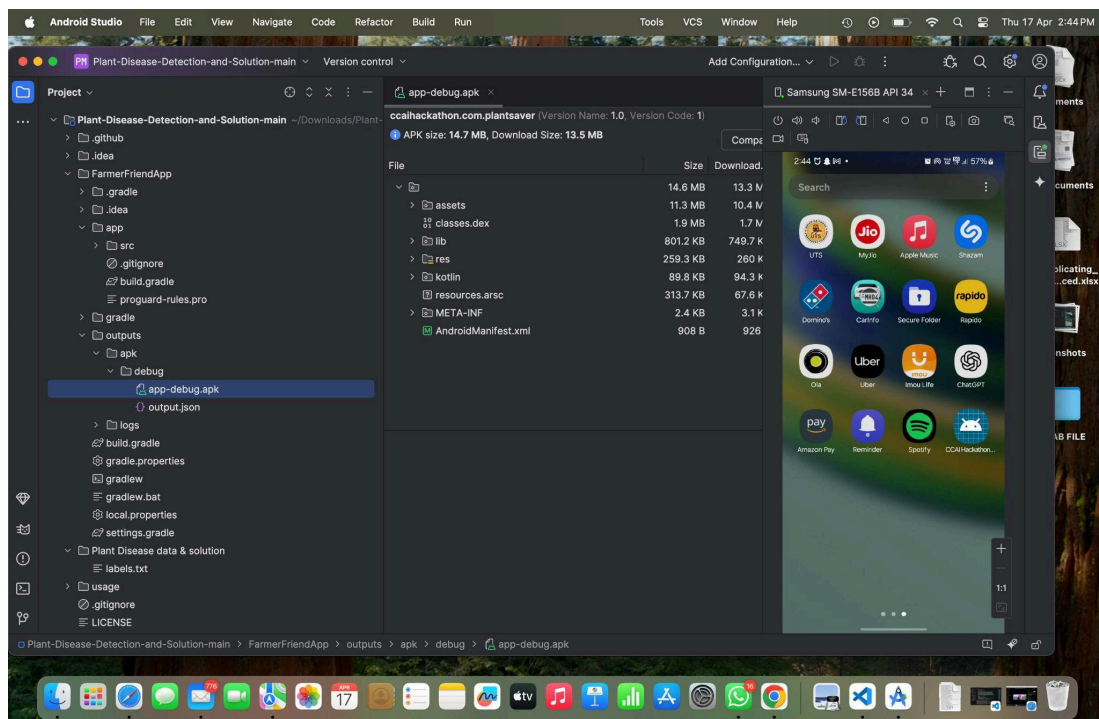 Android Studio File Edit View Navigate Code Refactor Build Run Tools VCS Window Help Thu 17 Apr 2:44 PM
PM Plant-Disease-Detection-and-Solution-main Version control Add Configuration...
Project
Plant-Disease-Detection-and-Solution-main ~/Downloads/Plant-
.github
.idea
FarmerFriendApp
.gradle
.idea
app
src
.gitignore
build.gradle
proguard-rules.pro
gradle
outputs
apk
debug
app-debug.apk
output.json
logs
build.gradle
gradle.properties
gradlew
gradlew.bat
local.properties
settings.gradle
Plant Disease data & solution
labels.txt
usage
.gitignore
LICENSE
app-debug.apk
ccaihackathon.com.plantsaver (Version Name: 1.0, Version Code: 1)
APK size: 14.7 MB, Download Size: 13.5 MB
Compa
File Size Download.
14.6 MB 13.3 M
assets 11.3 MB 10.4 M
classes.dex 1.9 MB 1.7 M
lib 801.2 KB 749.7 K
res 259.3 KB 260 K
kotlin 89.8 KB 94.3 K
resources.arsc 313.7 KB 67.6 K
META-INF 2.4 KB 3.1 K
AndroidManifest.xml 908 B 926
Samsung SM-E156B API 34
2:44 57%
Search
UTS MyJio Apple Music Shazam
Jio
Domino's CarInfo Secure Folder Rapido
rapido
Ola Uber Imou Life ChatGPT
Uber
imou
pay
Amazon Pay Reminder Spotify CCAI Hackathon...
1:1
Plant-Disease-Detection-and-Solution-main > FarmerFriendApp > outputs > apk > debug > app-debug.apk
ments
cuments
plicating_
...ced.xlsx
nshots
AB FILE
776
APR
17
tv
16